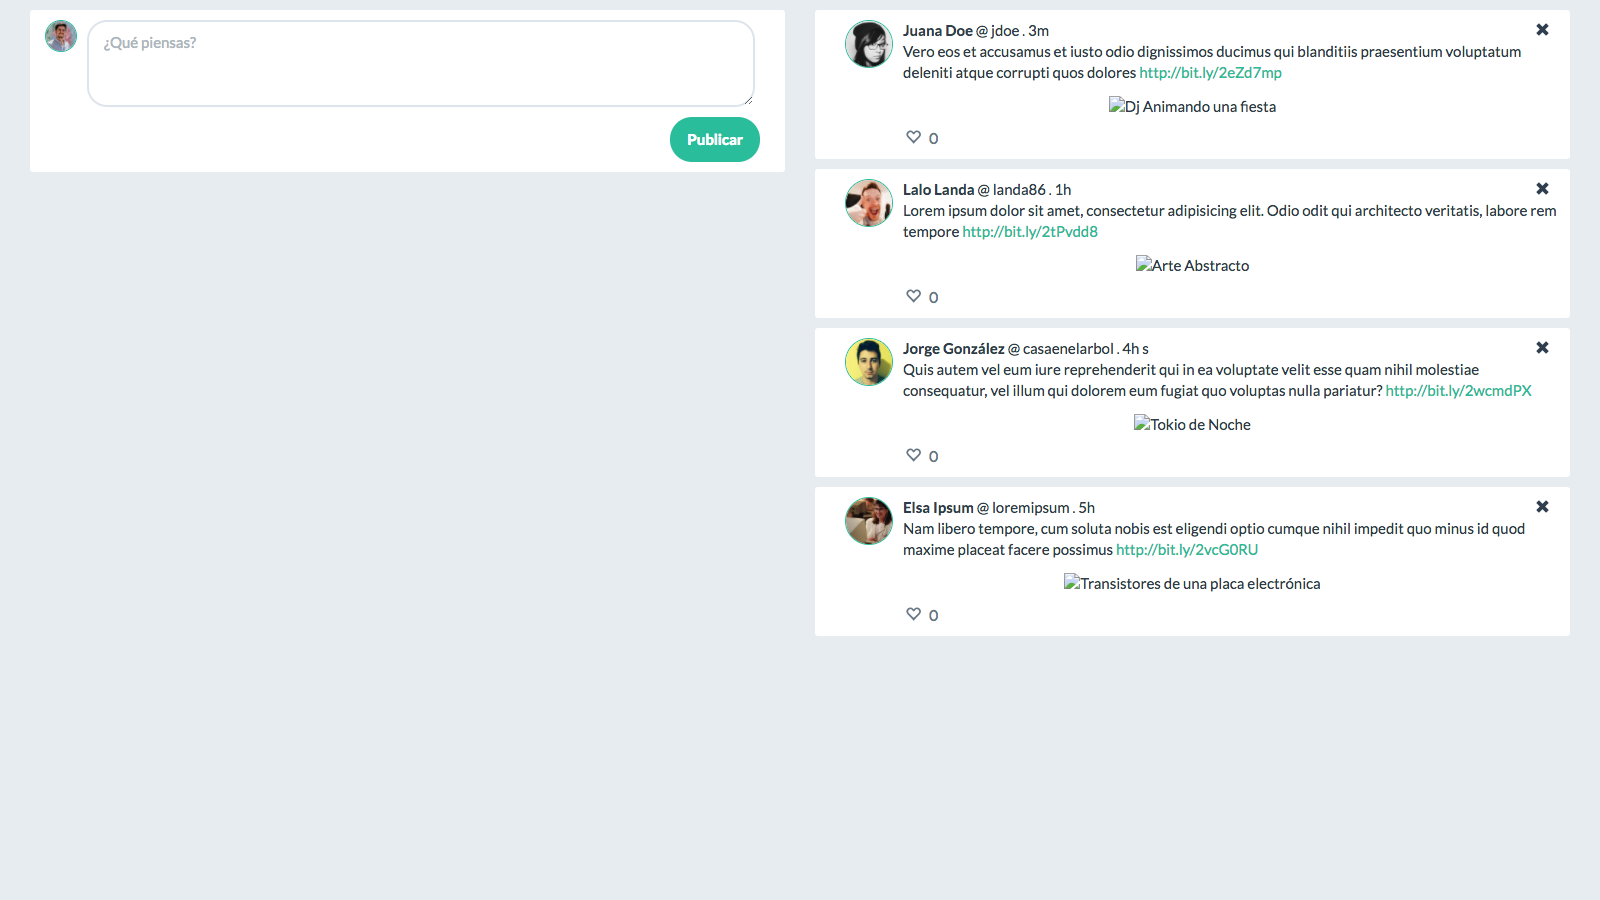 ¿Qué piensas?
Publicar
Juana Doe @ jdoe . 3m
Vero eos et accusamus et iusto odio dignissimos ducimus qui blanditiis praesentium voluptatum
deleniti atque corrupti quos dolores http://bit.ly/2eZd7mp
Dj Animando una fiesta
0
Lalo Landa @ landa86 . 1h
Lorem ipsum dolor sit amet, consectetur adipisicing elit. Odio odit qui architecto veritatis, labore rem
tempore http://bit.ly/2tPvdd8
Arte Abstracto
0
Jorge González @ casaenelarbol . 4h s
Quis autem vel eum iure reprehenderit qui in ea voluptate velit esse quam nihil molestiae
consequatur, vel illum qui dolorem eum fugiat quo voluptas nulla pariatur? http://bit.ly/2wcmdPX
Tokio de Noche
0
Elsa Ipsum @ loremipsum . 5h
Nam libero tempore, cum soluta nobis est eligendi optio cumque nihil impedit quo minus id quod
maxime placeat facere possimus http://bit.ly/2vcG0RU
Transistores de una placa electrónica
0